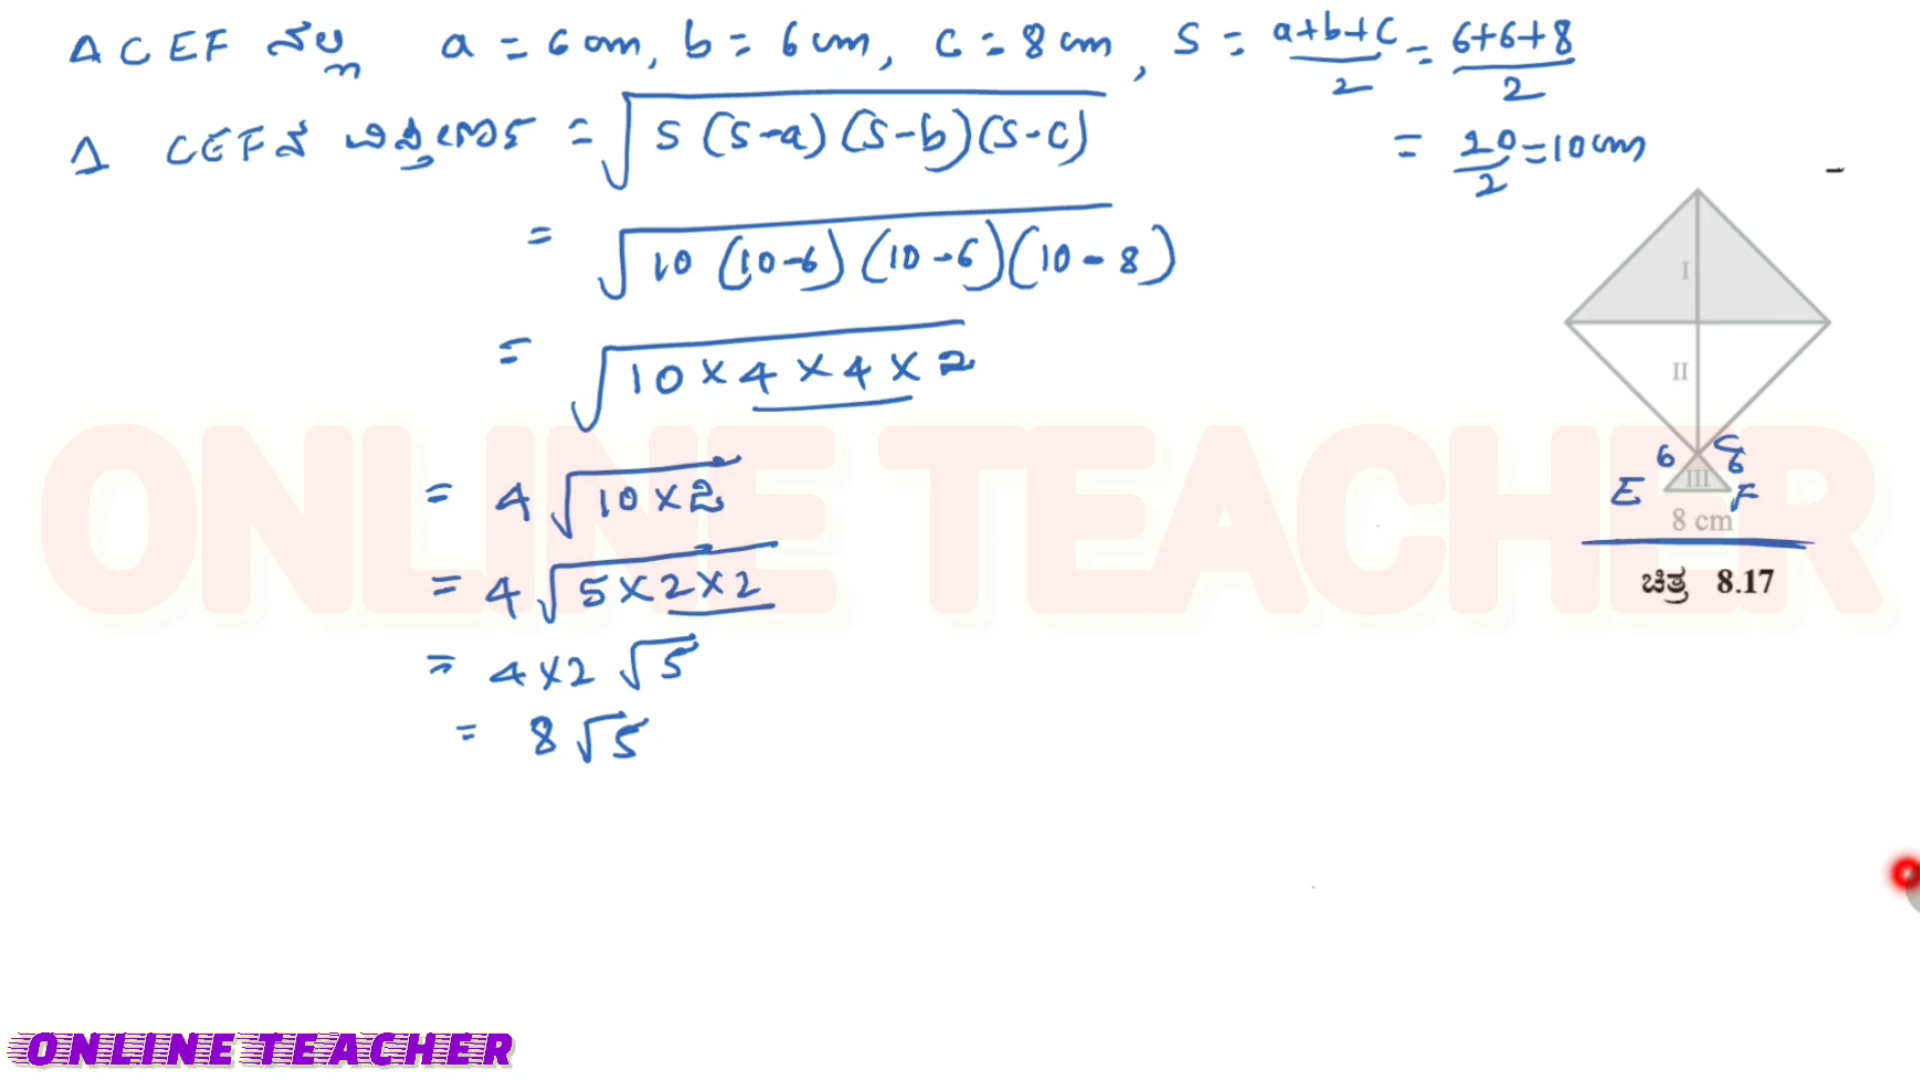 Δ CEF ನಲ್ಲಿ a = 6 cm, b = 6 cm, c = 8 cm, S = a+b+c/2 = 6+6+8/2
= 20/2 = 10 cm
Δ CEF ನ ವಿಸ್ತೀರ್ಣ = √S(S-a)(S-b)(S-c)
= √10(10-6)(10-6)(10-8)
= √10×4×4×2
= 4√10×2
= 4√5×2×2
= 4×2√5
= 8√5
I
II
6 C 6
E III F
8 cm
ಚಿತ್ರ 8.17
ONLINE TEACHER
ONLINE TEACHER